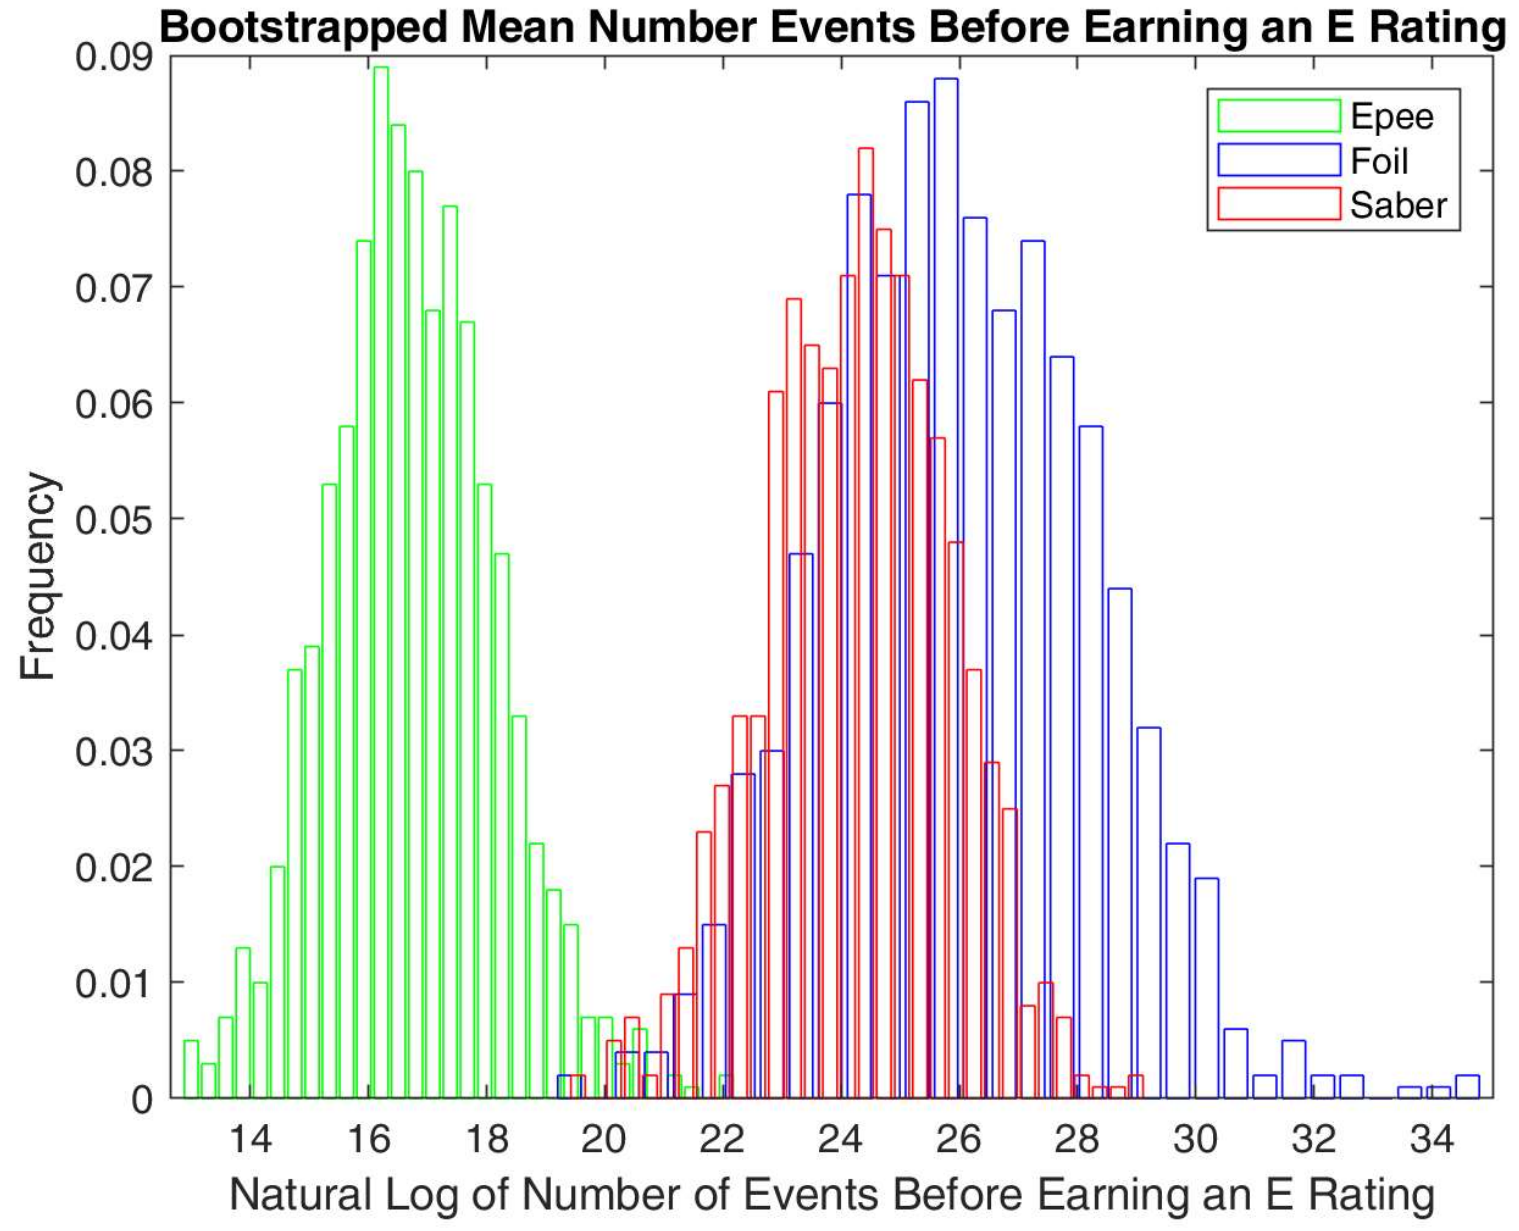 Bootstrapped Mean Number Events Before Earning an E Rating
0.09
0.08
0.07
0.06
0.05
0.04
0.03
0.02
0.01
0
Frequency
Epee
Foil
Saber
14 16 18 20 22 24 26 28 30 32 34
Natural Log of Number of Events Before Earning an E Rating